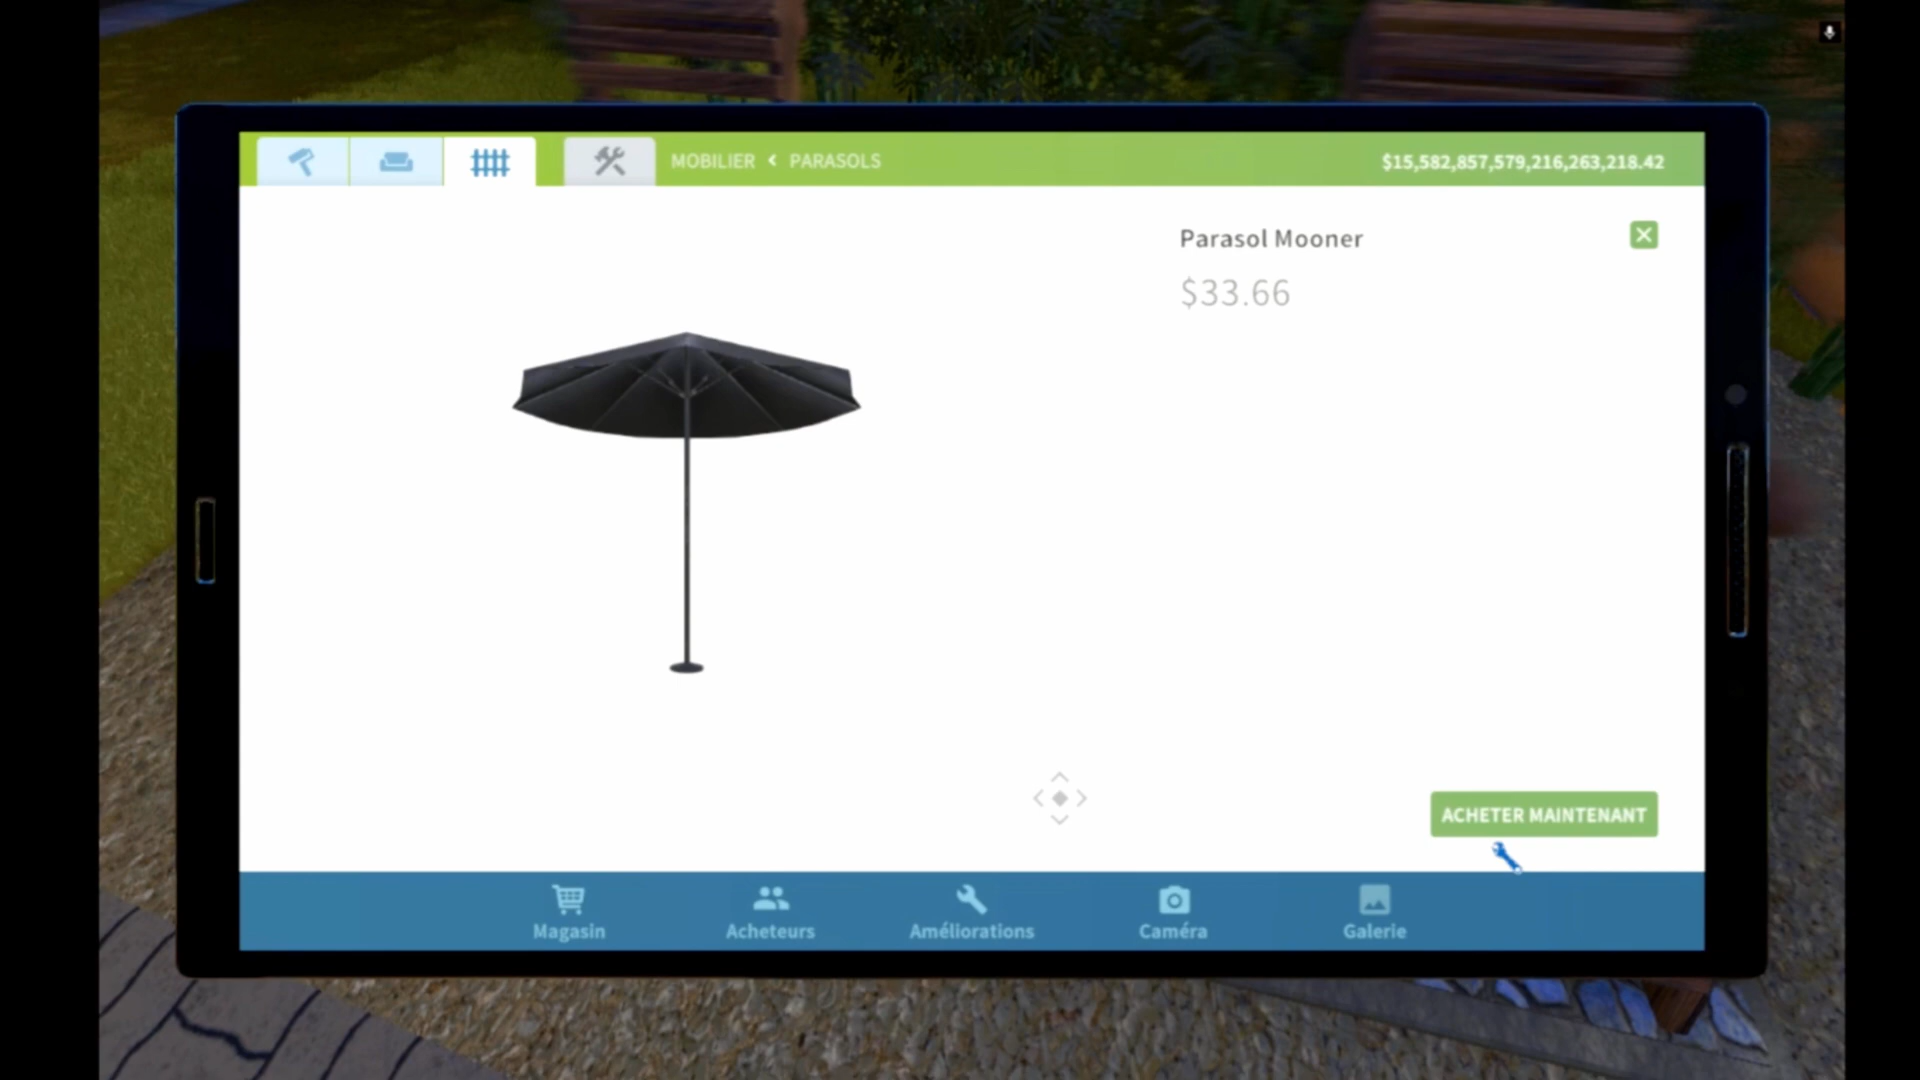 MOBILIER < PARASOLS
$15,582,857,579,216,263,218.42
Parasol Mooner
$33.66
ACHETER MAINTENANT
Magasin
Acheteurs
Améliorations
Caméra
Galerie